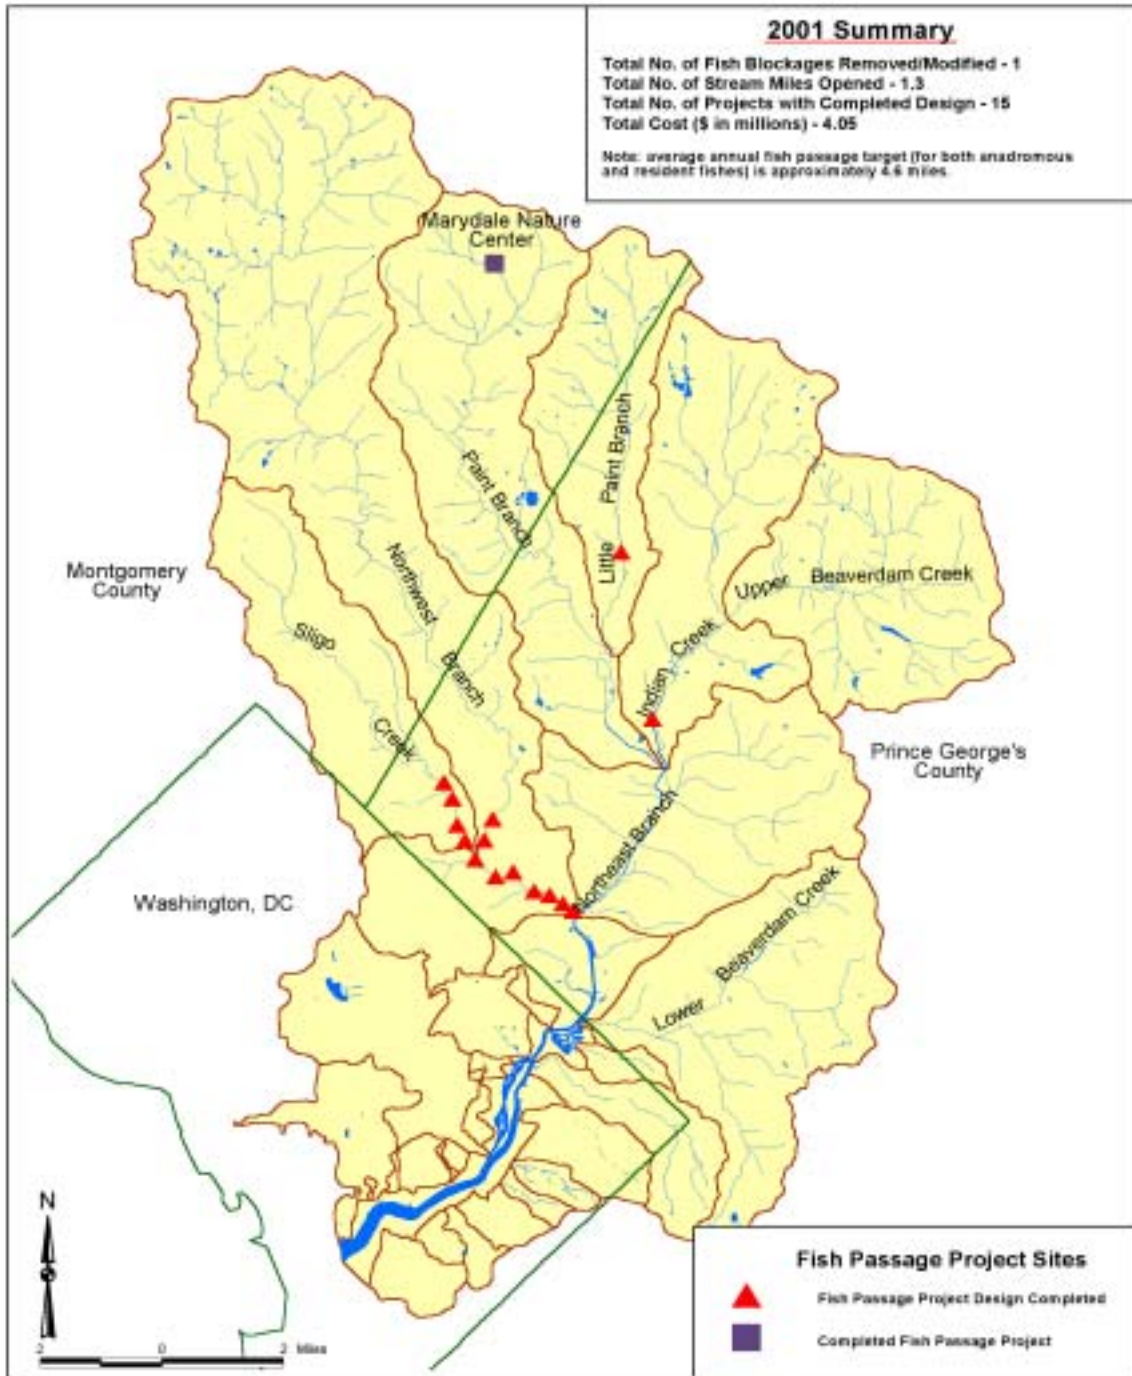 2001 Summary
Total No. of Fish Blockages Removed/Modified - 1
Total No. of Stream Miles Opened - 1.3
Total No. of Projects with Completed Design - 15
Total Cost ($ in millions) - 4.05
Note: average annual fish passage target (for both anadromous
and resident fishes) is approximately 4.6 miles.
Marydale Nature
Center
Paint Branch
Little Paint Branch
Northwest Branch
Sligo Creek
Montgomery
County
Upper Beaverdam Creek
Indian Creek
Prince George's
County
Northeast Branch
Washington, DC
Lower Beaverdam Creek
N
2 0 2 Miles
Fish Passage Project Sites
Fish Passage Project Design Completed
Completed Fish Passage Project